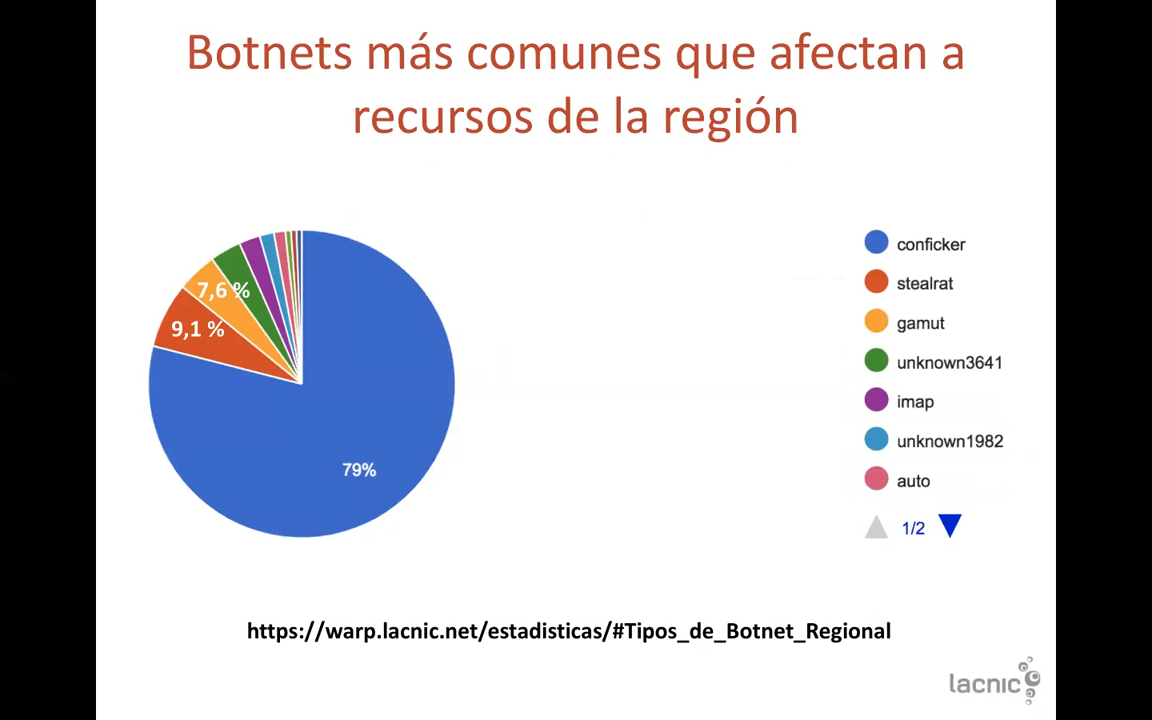 Botnets más comunes que afectan a
recursos de la región
7,6 %
9,1 %
79%
conficker
stealrat
gamut
unknown3641
imap
unknown1982
auto
1/2
https://warp.lacnic.net/estadisticas/#Tipos_de_Botnet_Regional
lacnic